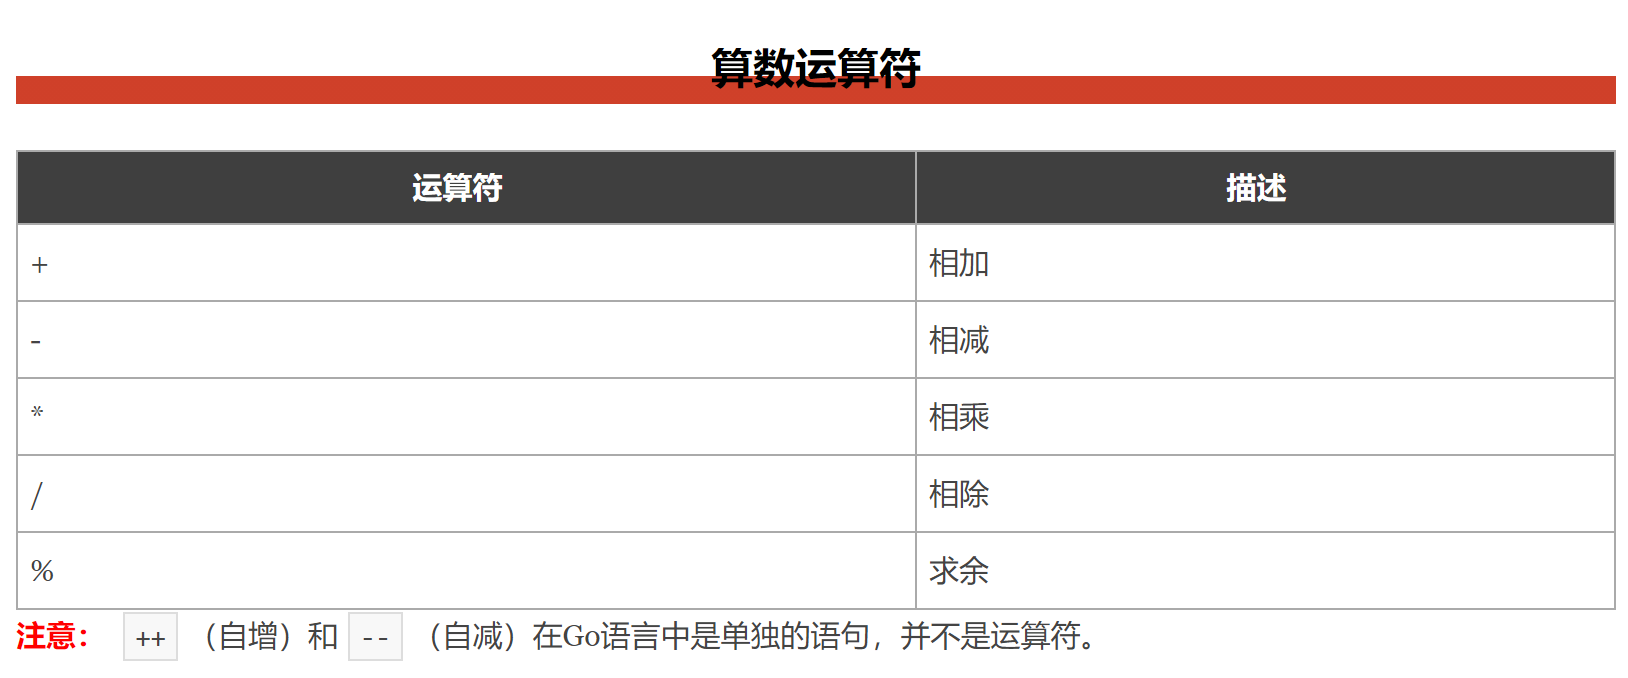 算数运算符
运算符 描述
+ 相加
- 相减
* 相乘
/ 相除
% 求余
注意： ++ （自增）和 -- （自减）在Go语言中是单独的语句，并不是运算符。